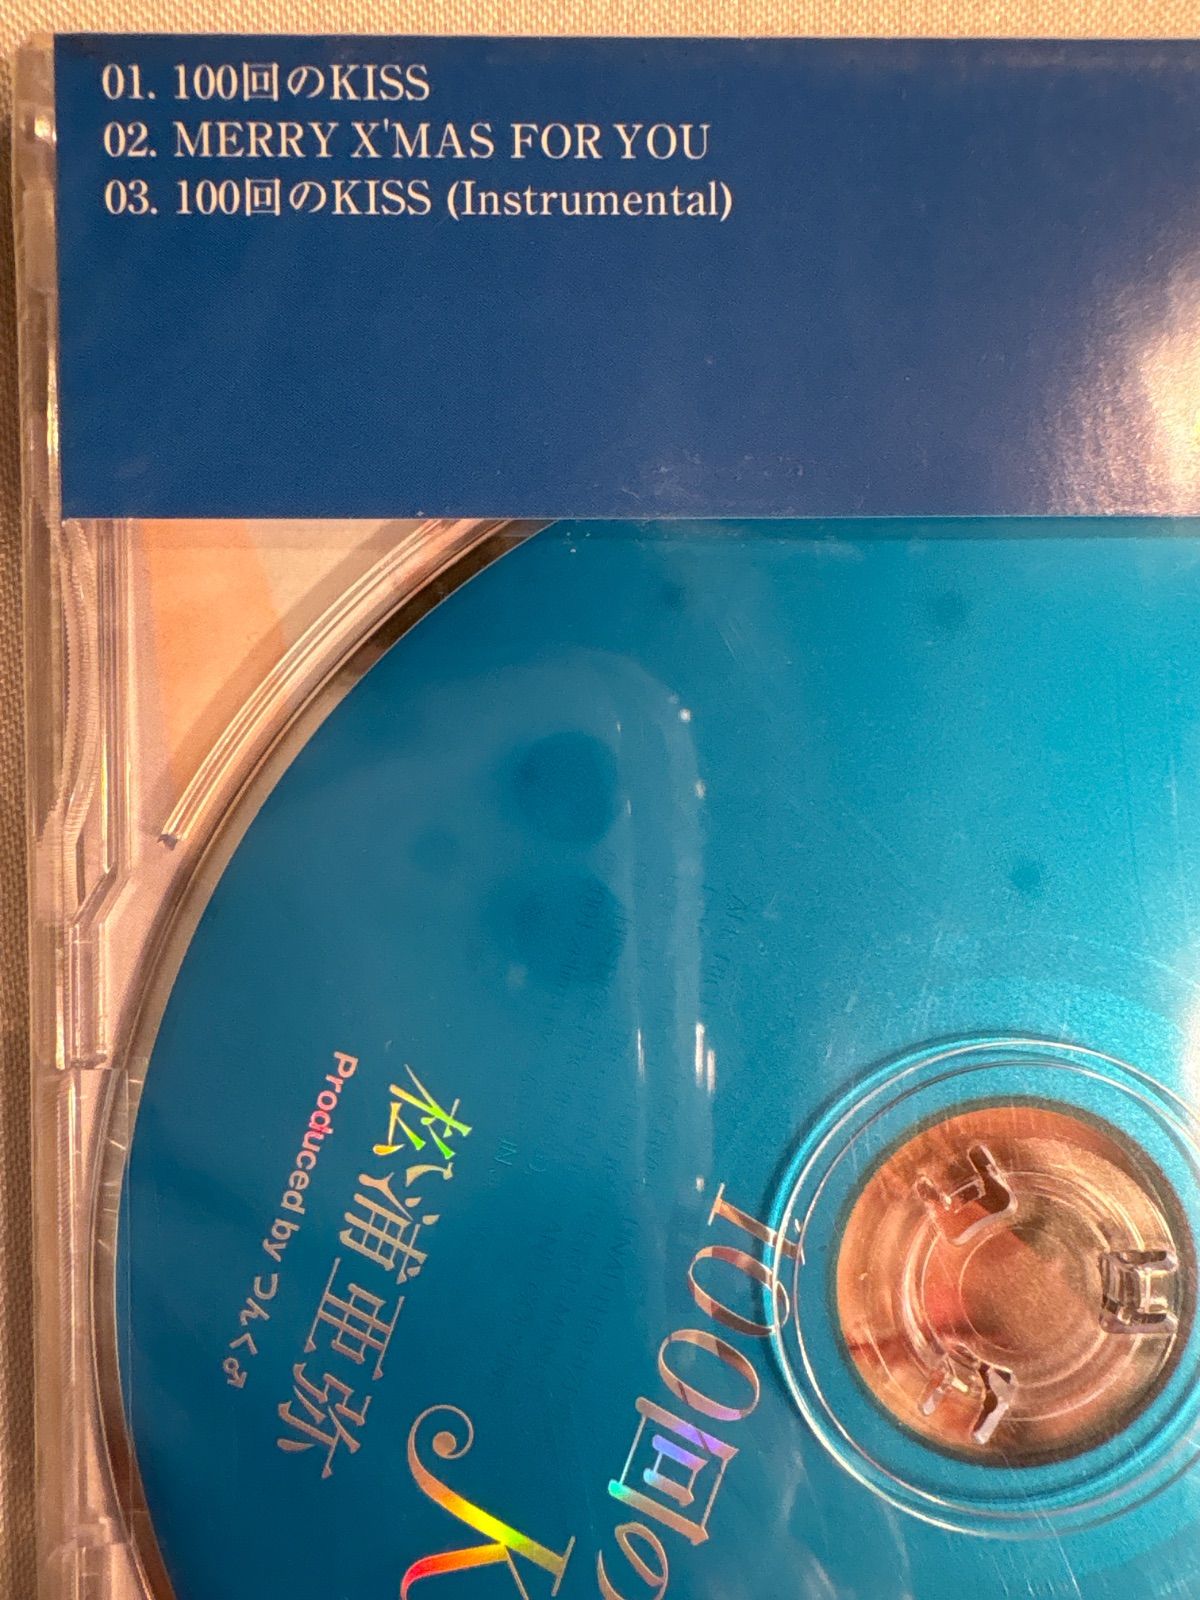 01. 100回のKISS
02. MERRY X'MAS FOR YOU
03. 100回のKISS (Instrumental)
100回の
K
松浦亜弥
Produced by つんく♂